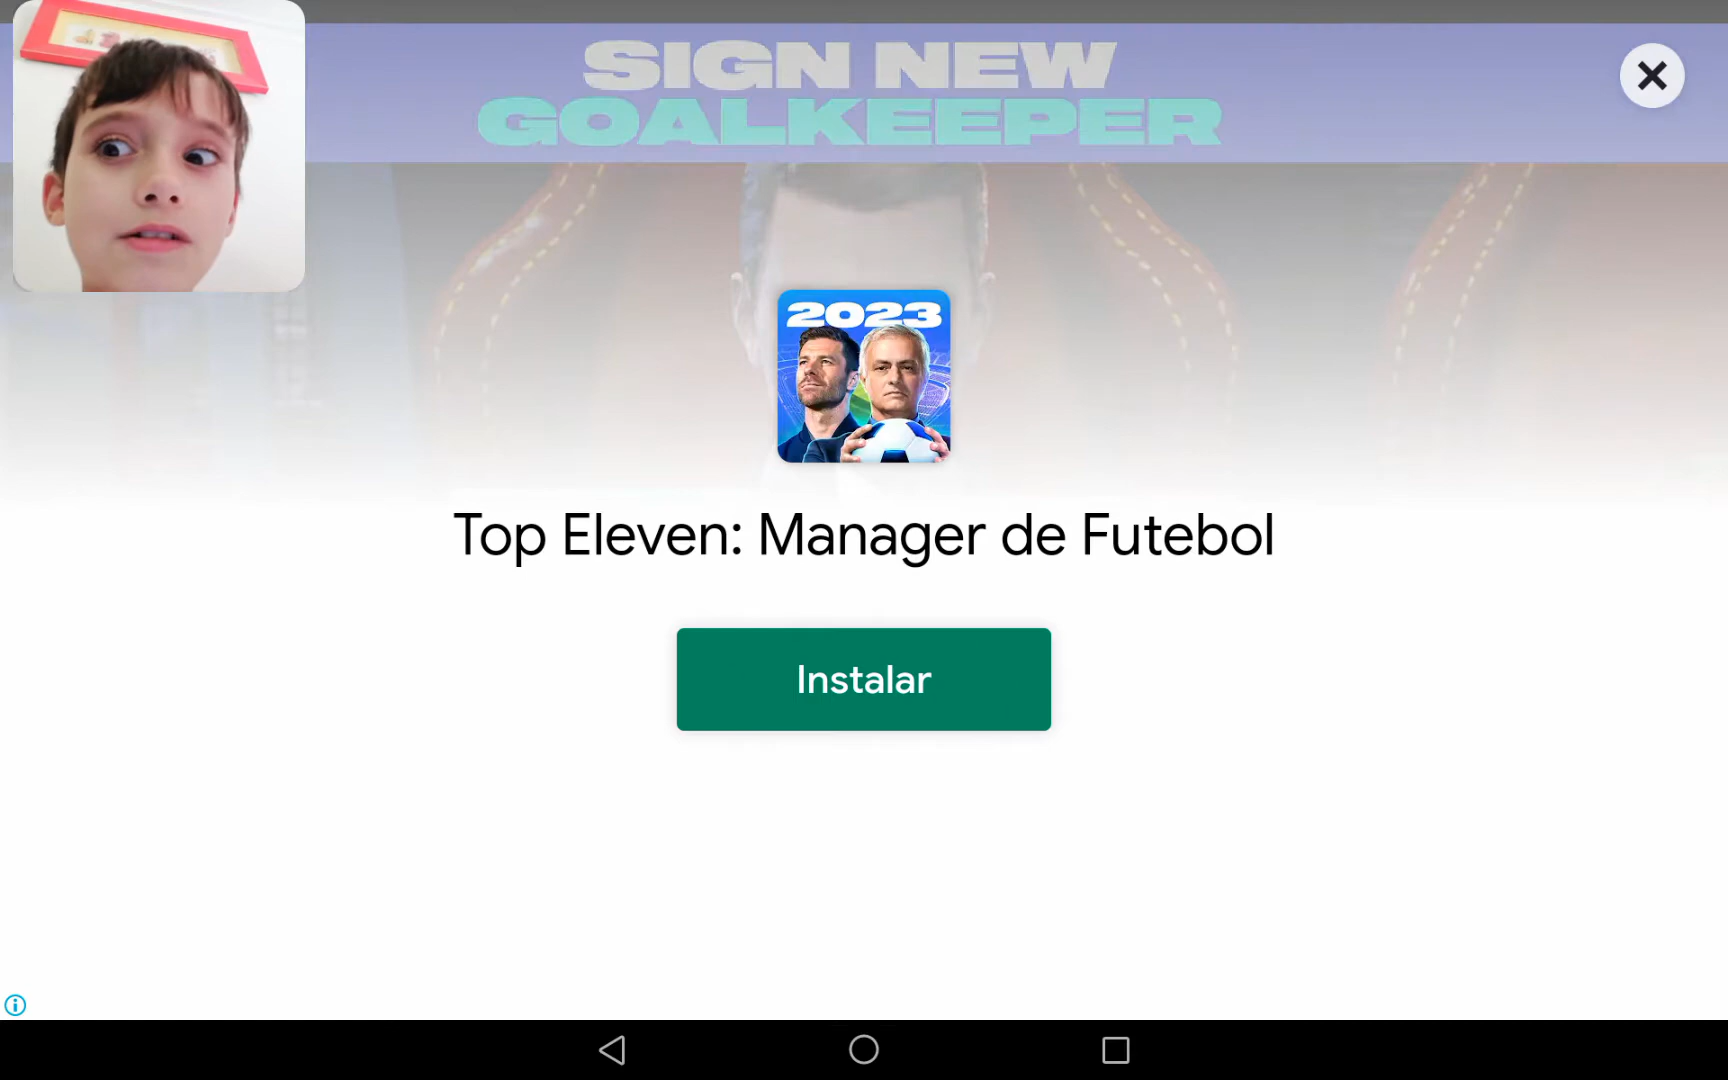 SIGN NEW
GOALKEEPER
2023
Top Eleven: Manager de Futebol
Instalar